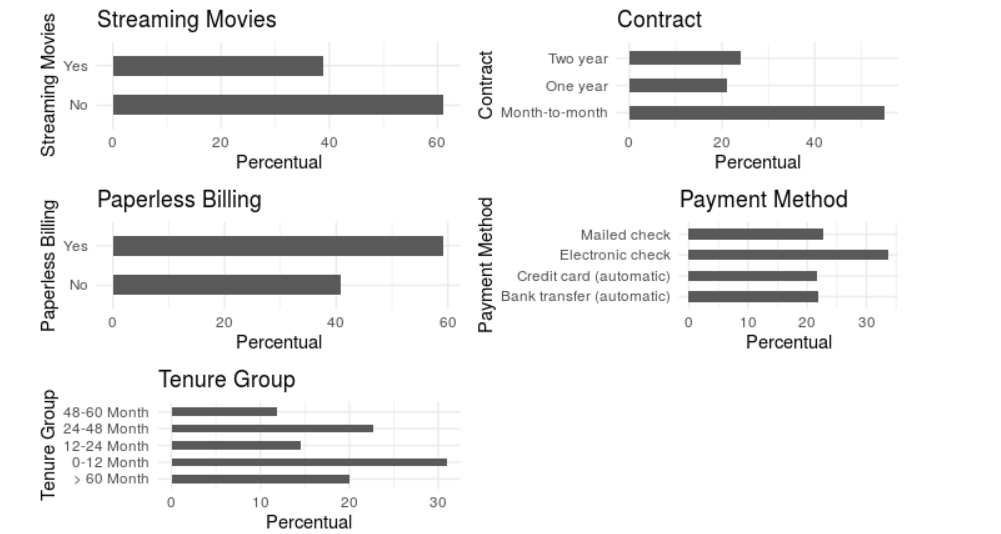 Streaming Movies
Streaming Movies
Yes
No
0 20 40 60
Percentual
Contract
Contract
Two year
One year
Month-to-month
0 20 40
Percentual
Paperless Billing
Paperless Billing
Yes
No
0 20 40 60
Percentual
Payment Method
Payment Method
Mailed check
Electronic check
Credit card (automatic)
Bank transfer (automatic)
0 10 20 30
Percentual
Tenure Group
Tenure Group
48-60 Month
24-48 Month
12-24 Month
0-12 Month
> 60 Month
0 10 20 30
Percentual